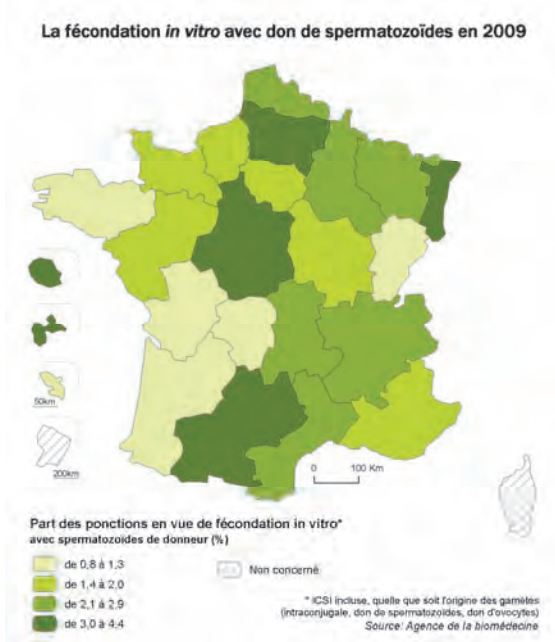 La fécondation in vitro avec don de spermatozoïdes en 2009
50km
200km
0 100 Km
Part des ponctions en vue de fécondation in vitro*
avec spermatozoïdes de donneur (%)
de 0,8 à 1,3
de 1,4 à 2,0
de 2,1 à 2,9
de 3,0 à 4,4
Non concerné
* ICSI incluse, quelle que soit l'origine des gamètes
(intraconjugale, don de spermatozoïdes, don d'ovocytes)
Source: Agence de la biomédecine